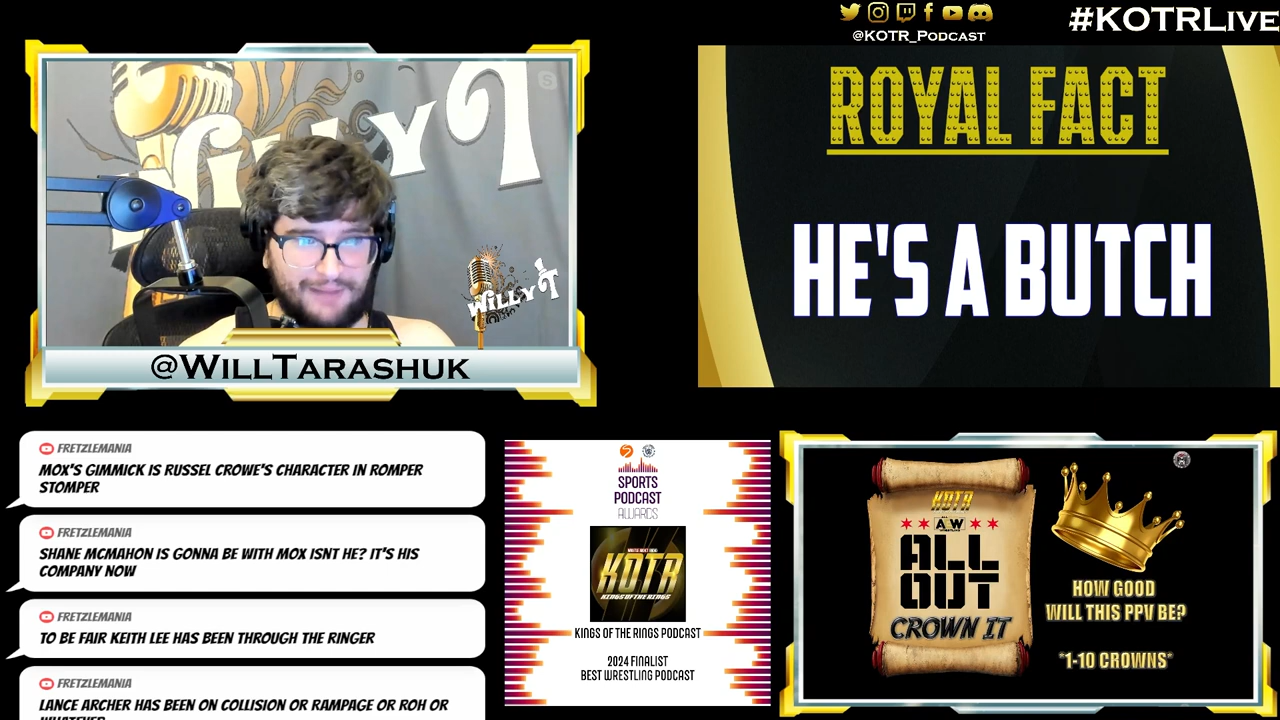 @KOTR_PODCAST
#KOTRLIVE
WILLY T
WILLY T
@WILLTARASHUK
ROYAL FACT
HE'S A BUTCH
FRETZLEMANIA
MOX'S GIMMICK IS RUSSEL CROWE'S CHARACTER IN ROMPER
STOMPER
FRETZLEMANIA
SHANE MCMAHON IS GONNA BE WITH MOX ISNT HE? IT'S HIS
COMPANY NOW
FRETZLEMANIA
TO BE FAIR KEITH LEE HAS BEEN THROUGH THE RINGER
FRETZLEMANIA
LANCE ARCHER HAS BEEN ON COLLISION OR RAMPAGE OR ROH OR
WHATEVER
SPORTS
PODCAST
AWARDS
KOTR
KINGS OF THE RINGS
KINGS OF THE RINGS PODCAST
2024 FINALIST
BEST WRESTLING PODCAST
KOTR
AEW
ALL
OUT
CROWN IT
HOW GOOD
WILL THIS PPV BE?
*1-10 CROWNS*